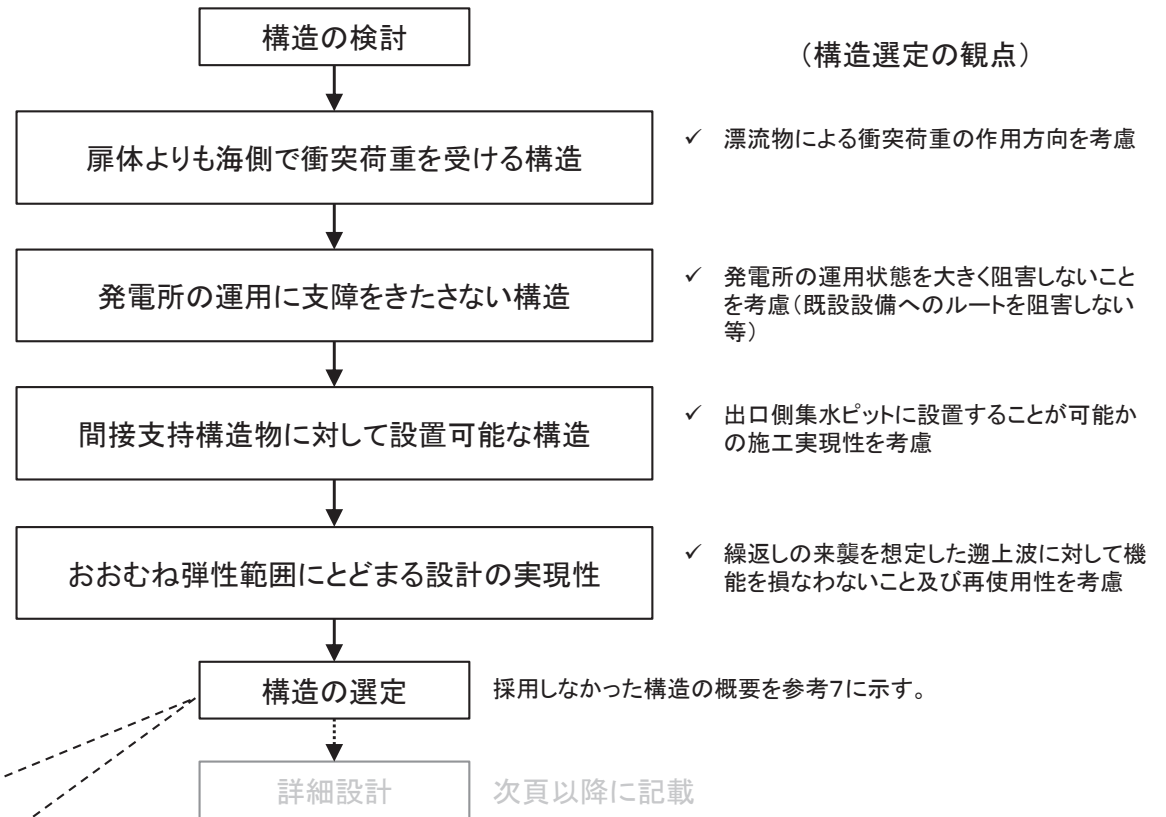 構造の検討
（構造選定の観点）
扉体よりも海側で衝突荷重を受ける構造
✓ 漂流物による衝突荷重の作用方向を考慮
発電所の運用に支障をきたさない構造
✓ 発電所の運用状態を大きく阻害しないこと
を考慮（既設設備へのルートを阻害しない
等）
間接支持構造物に対して設置可能な構造
✓ 出口側集水ピットに設置することが可能か
の施工実現性を考慮
おおむね弾性範囲にとどまる設計の実現性
✓ 繰返しの来襲を想定した遡上波に対して機
能を損なわないこと及び再使用性を考慮
構造の選定
採用しなかった構造の概要を参考7に示す。
詳細設計
次頁以降に記載